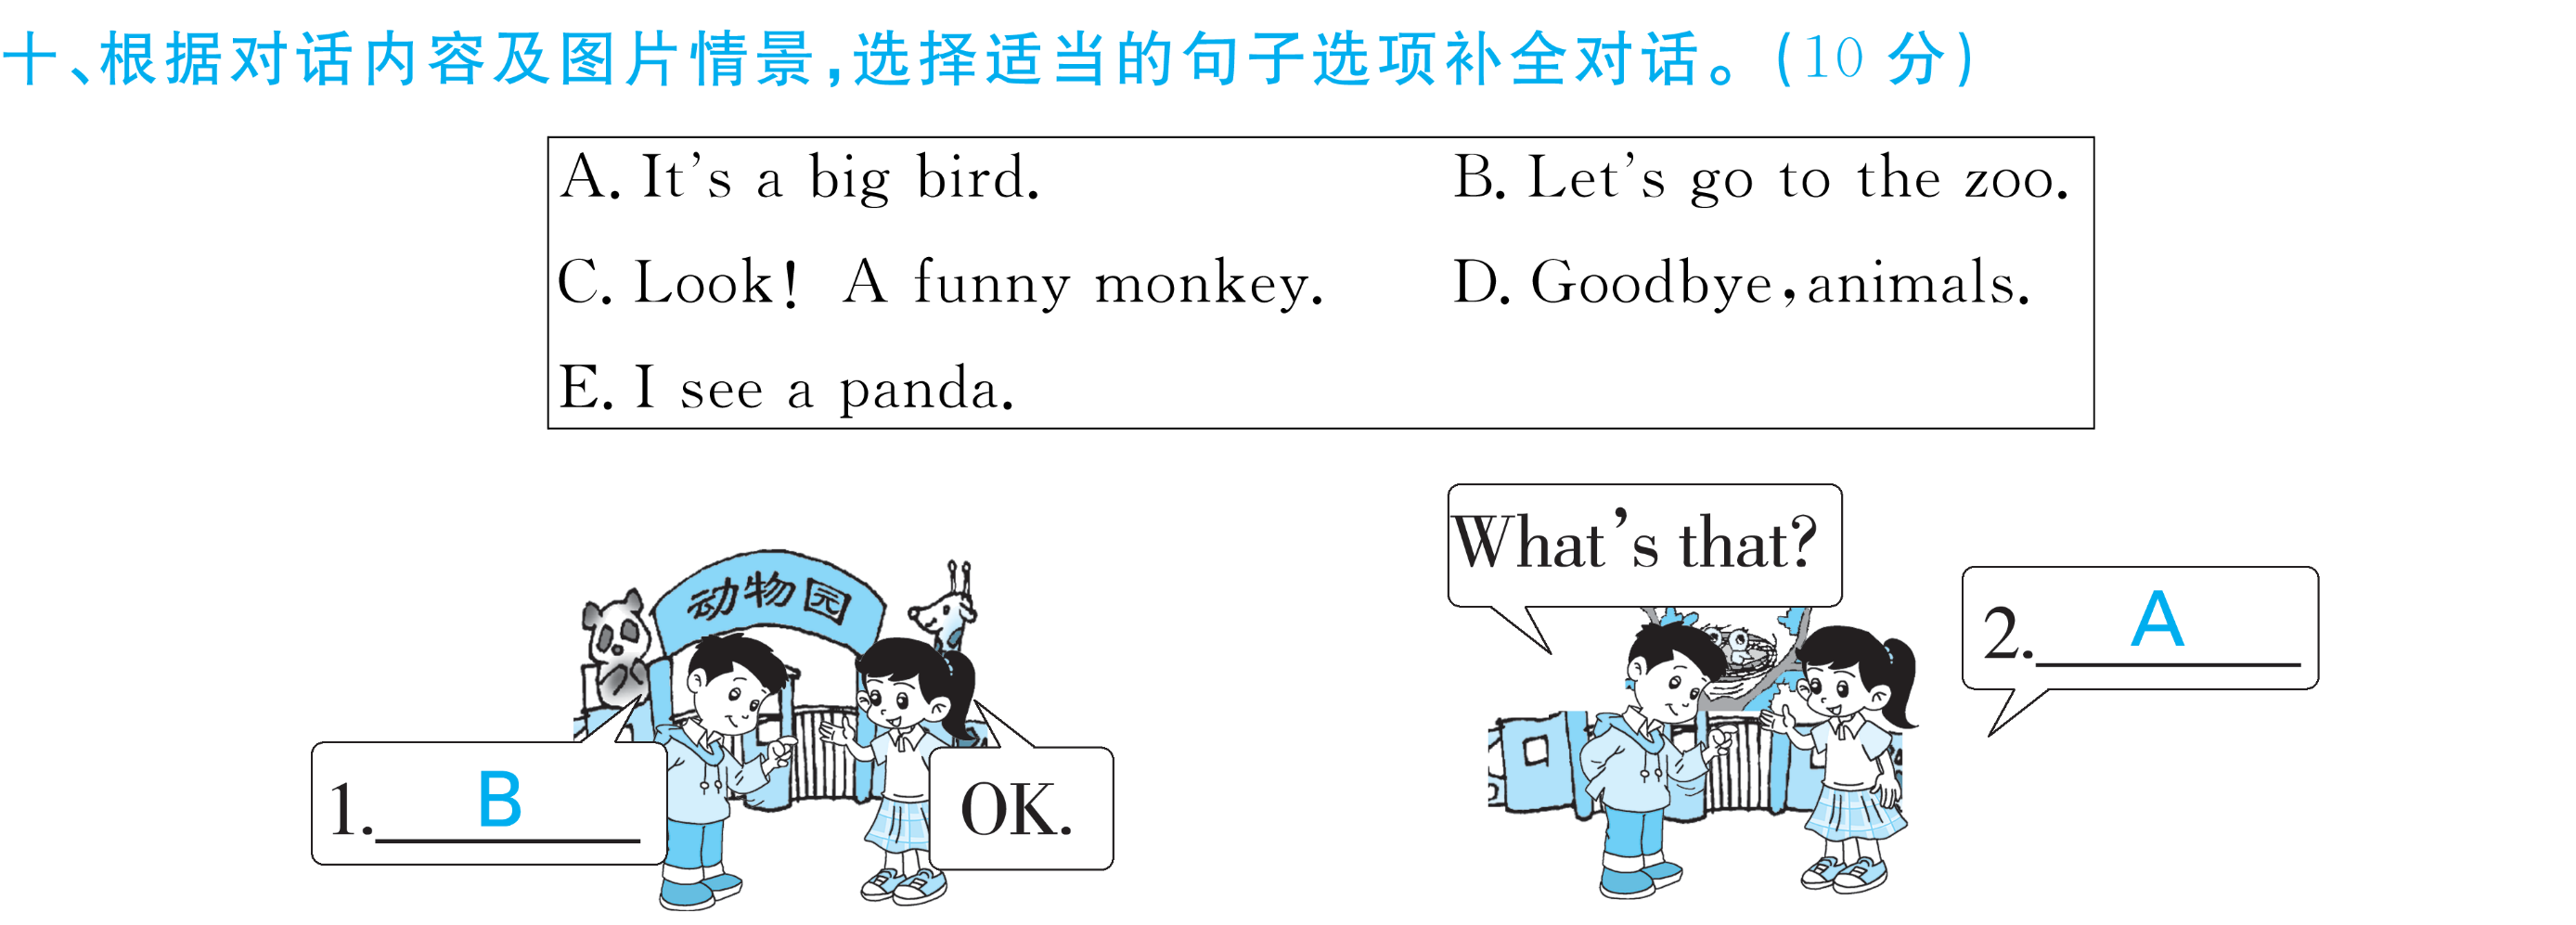 十、根据对话内容及图片情景,选择适当的句子选项补全对话。(10 分)
A. It's a big bird. B. Let's go to the zoo.
C. Look! A funny monkey. D. Goodbye,animals.
E. I see a panda.
What's that?
动物园
2. A
1. B
OK.